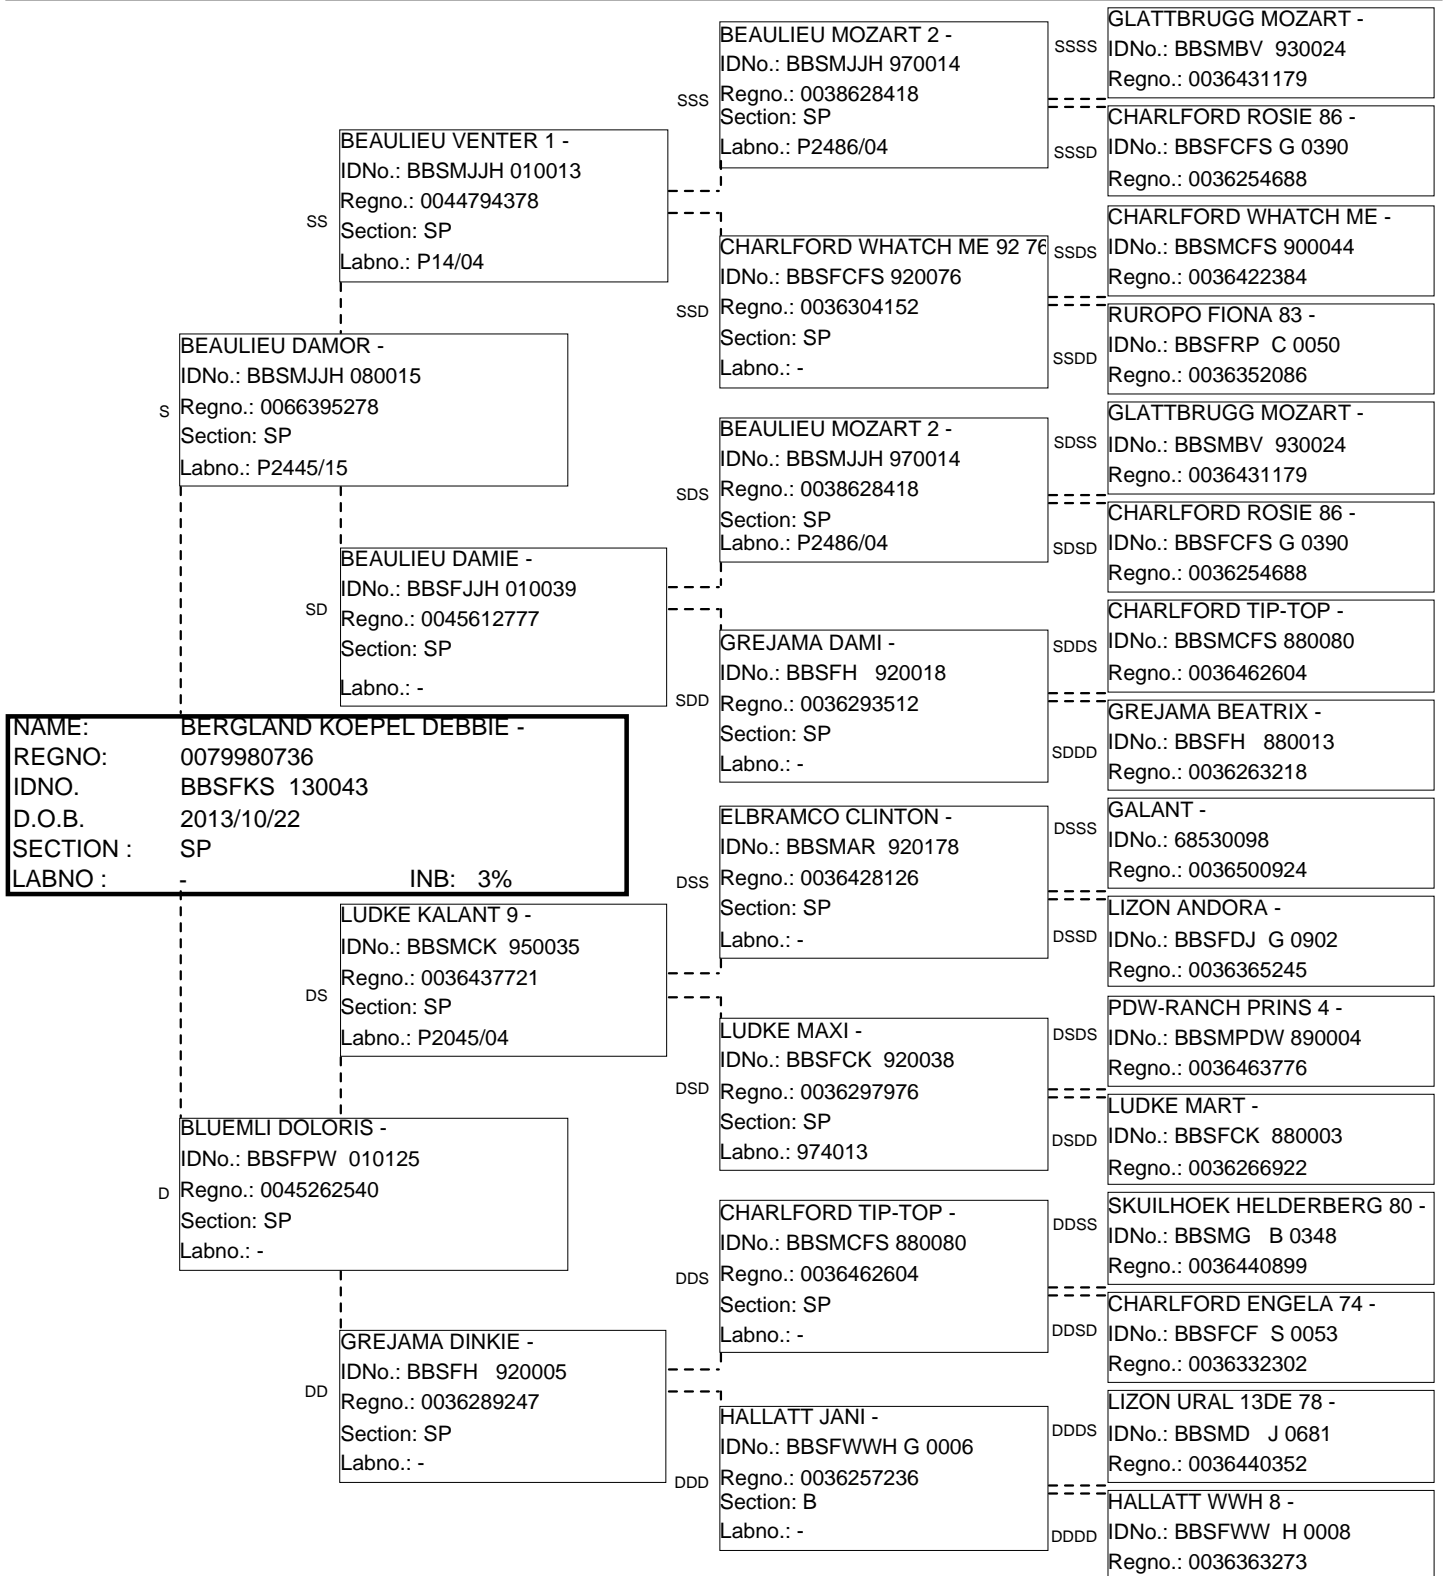 NAME: BERGLAND KOEPEL DEBBIE -
REGNO: 0079980736
IDNO. BBSFKS  130043
D.O.B. 2013/10/22
SECTION : SP
LABNO : - INB: 3%
S
BEAULIEU DAMOR -
IDNo.: BBSMJJH 080015
Regno.: 0066395278
Section: SP
Labno.: P2445/15
D
BLUEMLI DOLORIS -
IDNo.: BBSFPW  010125
Regno.: 0045262540
Section: SP
Labno.: -
SS
BEAULIEU VENTER 1 -
IDNo.: BBSMJJH 010013
Regno.: 0044794378
Section: SP
Labno.: P14/04
SD
BEAULIEU DAMIE -
IDNo.: BBSFJJH 010039
Regno.: 0045612777
Section: SP
Labno.: -
DS
LUDKE KALANT 9 -
IDNo.: BBSMCK  950035
Regno.: 0036437721
Section: SP
Labno.: P2045/04
DD
GREJAMA DINKIE -
IDNo.: BBSFH   920005
Regno.: 0036289247
Section: SP
Labno.: -
SSS
BEAULIEU MOZART 2 -
IDNo.: BBSMJJH 970014
Regno.: 0038628418
Section: SP
Labno.: P2486/04
SSD
CHARLFORD WHATCH ME 92 76
IDNo.: BBSFCFS 920076
Regno.: 0036304152
Section: SP
Labno.: -
SDS
BEAULIEU MOZART 2 -
IDNo.: BBSMJJH 970014
Regno.: 0038628418
Section: SP
Labno.: P2486/04
SDD
GREJAMA DAMI -
IDNo.: BBSFH   920018
Regno.: 0036293512
Section: SP
Labno.: -
DSS
ELBRAMCO CLINTON -
IDNo.: BBSMAR  920178
Regno.: 0036428126
Section: SP
Labno.: -
DSD
LUDKE MAXI -
IDNo.: BBSFCK  920038
Regno.: 0036297976
Section: SP
Labno.: 974013
DDS
CHARLFORD TIP-TOP -
IDNo.: BBSMCFS 880080
Regno.: 0036462604
Section: SP
Labno.: -
DDD
HALLATT JANI -
IDNo.: BBSFWWH G 0006
Regno.: 0036257236
Section: B
Labno.: -
SSSS
GLATTBRUGG MOZART -
IDNo.: BBSMBV  930024
Regno.: 0036431179
SSSD
CHARLFORD ROSIE 86 -
IDNo.: BBSFCFS G 0390
Regno.: 0036254688
SSDS
CHARLFORD WHATCH ME -
IDNo.: BBSMCFS 900044
Regno.: 0036422384
SSDD
RUROPO FIONA 83 -
IDNo.: BBSFRP  C 0050
Regno.: 0036352086
SDSS
GLATTBRUGG MOZART -
IDNo.: BBSMBV  930024
Regno.: 0036431179
SDSD
CHARLFORD ROSIE 86 -
IDNo.: BBSFCFS G 0390
Regno.: 0036254688
SDDS
CHARLFORD TIP-TOP -
IDNo.: BBSMCFS 880080
Regno.: 0036462604
SDDD
GREJAMA BEATRIX -
IDNo.: BBSFH   880013
Regno.: 0036263218
DSSS
GALANT -
IDNo.: 68530098
Regno.: 0036500924
DSSD
LIZON ANDORA -
IDNo.: BBSFDJ  G 0902
Regno.: 0036365245
DSDS
PDW-RANCH PRINS 4 -
IDNo.: BBSMPDW 890004
Regno.: 0036463776
DSDD
LUDKE MART -
IDNo.: BBSFCK  880003
Regno.: 0036266922
DDSS
SKUILHOEK HELDERBERG 80 -
IDNo.: BBSMG   B 0348
Regno.: 0036440899
DDSD
CHARLFORD ENGELA 74 -
IDNo.: BBSFCF  S 0053
Regno.: 0036332302
DDDS
LIZON URAL 13DE 78 -
IDNo.: BBSMD   J 0681
Regno.: 0036440352
DDDD
HALLATT WWH 8 -
IDNo.: BBSFWW  H 0008
Regno.: 0036363273